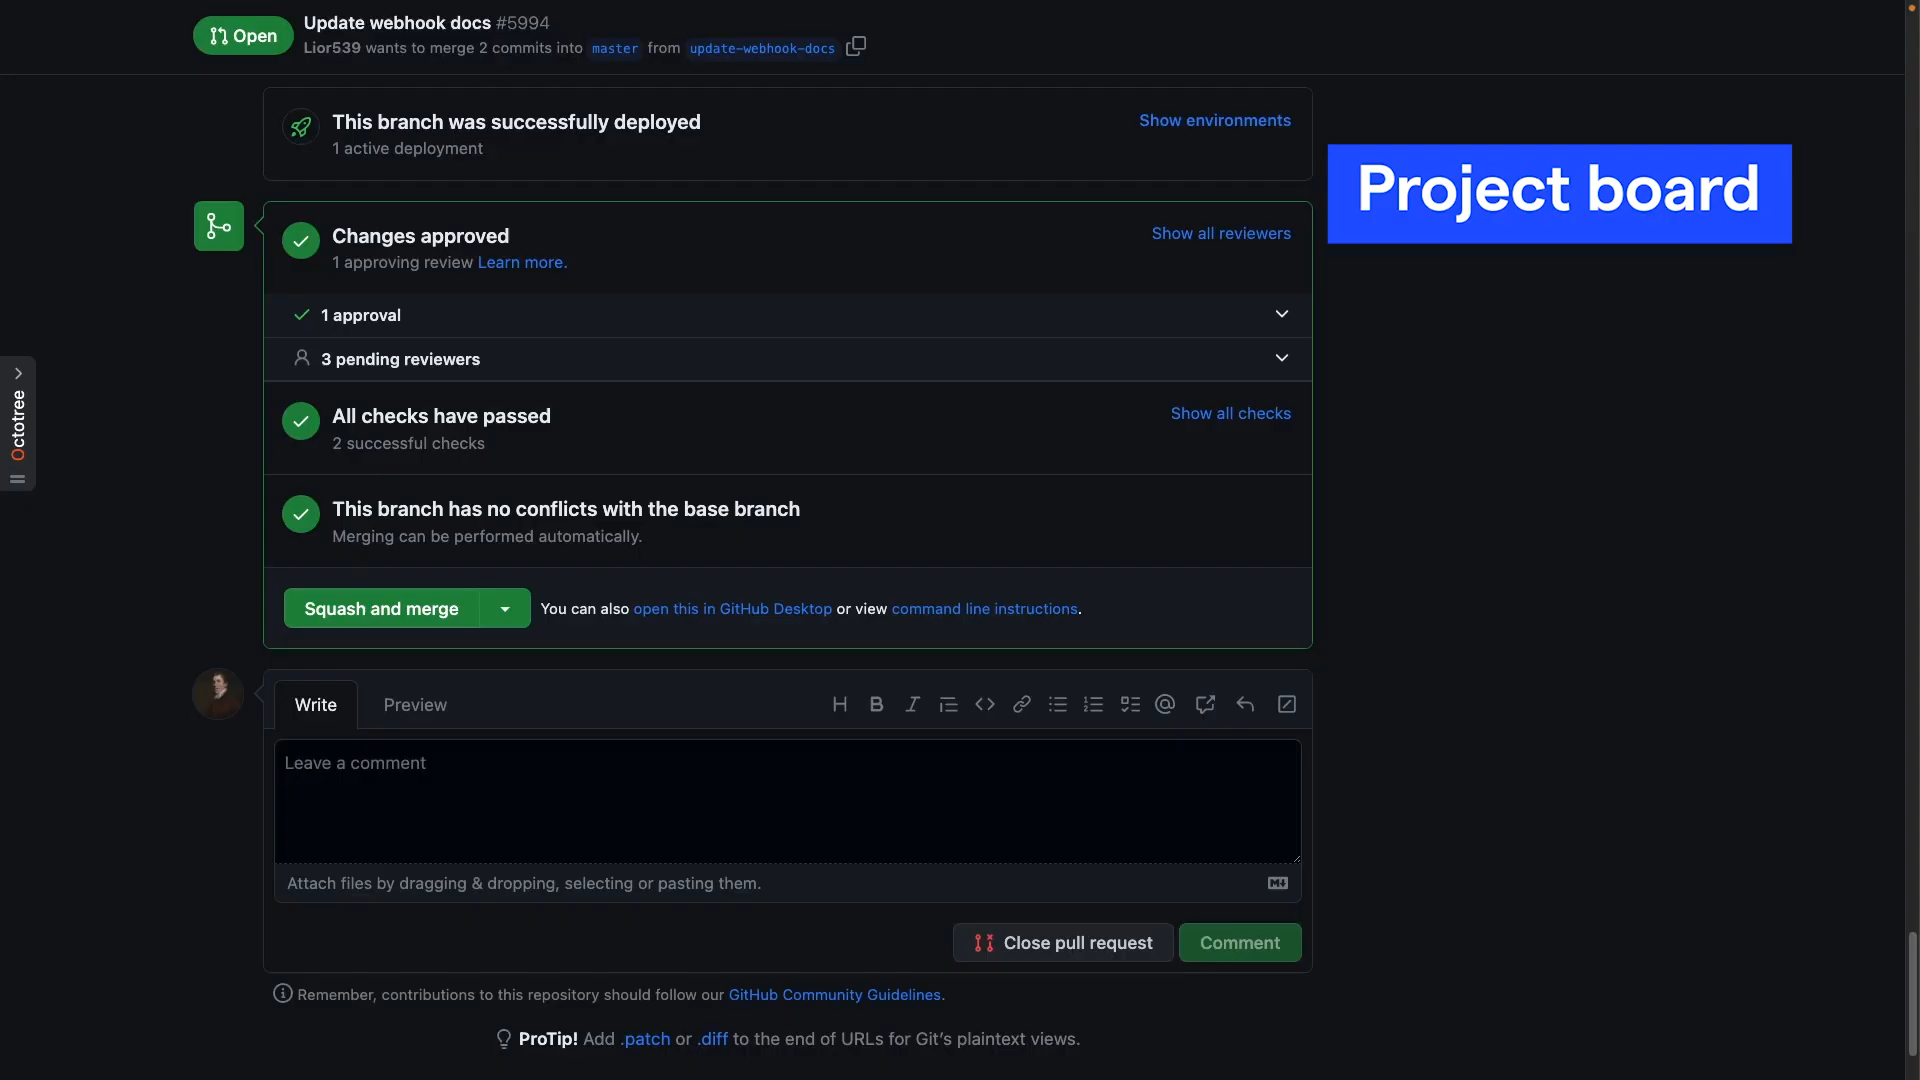 Open
Update webhook docs #5994
Lior539 wants to merge 2 commits into master from update-webhook-docs
This branch was successfully deployed
1 active deployment
Show environments
Project board
Changes approved
1 approving review Learn more.
Show all reviewers
1 approval
3 pending reviewers
Octotree
All checks have passed
2 successful checks
Show all checks
This branch has no conflicts with the base branch
Merging can be performed automatically.
Squash and merge
You can also open this in GitHub Desktop or view command line instructions.
Write
Preview
Leave a comment
Attach files by dragging & dropping, selecting or pasting them.
Close pull request
Comment
Remember, contributions to this repository should follow our GitHub Community Guidelines.
ProTip! Add .patch or .diff to the end of URLs for Git’s plaintext views.